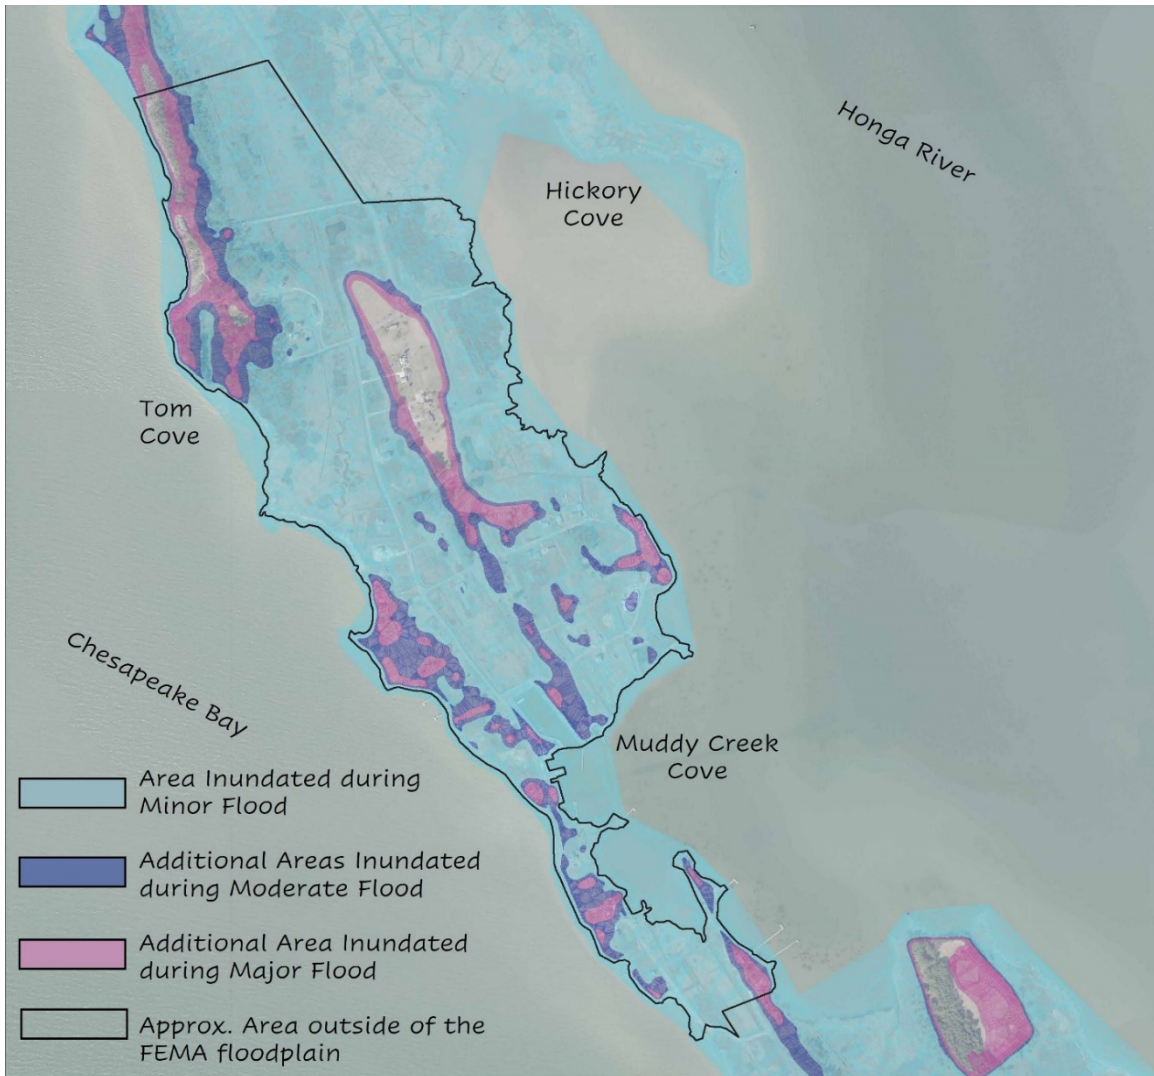 Honga River
Hickory
Cove
Tom
Cove
Chesapeake Bay
Muddy Creek
Cove
Area Inundated during
Minor Flood
Additional Areas Inundated
during Moderate Flood
Additional Area Inundated
during Major Flood
Approx. Area outside of the
FEMA floodplain